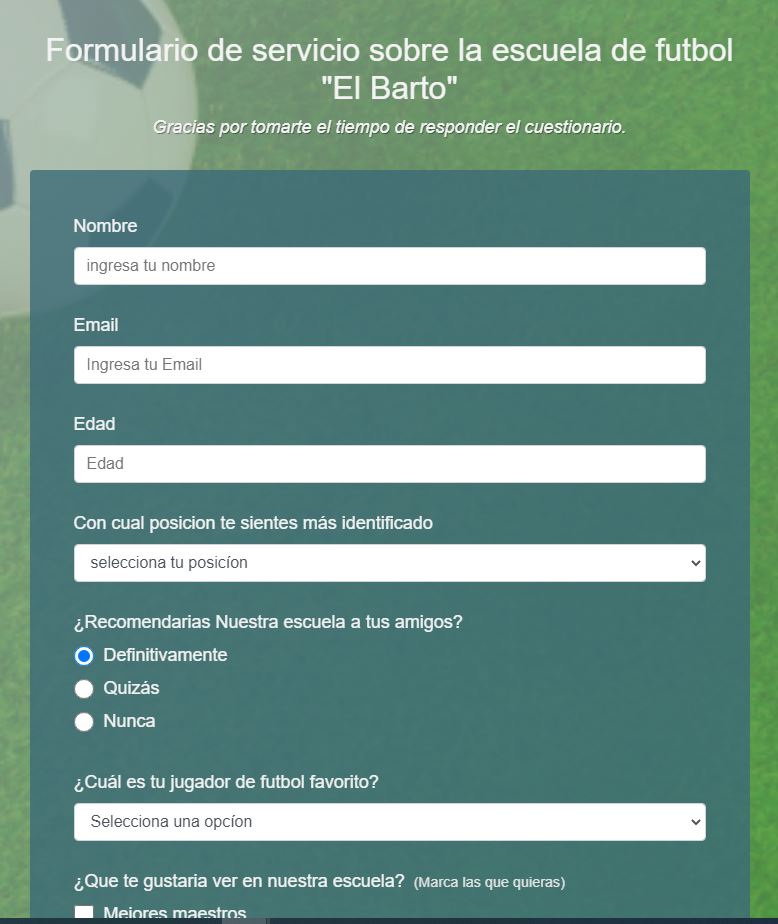 Formulario de servicio sobre la escuela de futbol
"El Barto"
Gracias por tomarte el tiempo de responder el cuestionario.
Nombre
ingresa tu nombre
Email
Ingresa tu Email
Edad
Edad
Con cual posicion te sientes más identificado
selecciona tu posicíon
¿Recomendarias Nuestra escuela a tus amigos?
Definitivamente
Quizás
Nunca
¿Cuál es tu jugador de futbol favorito?
Selecciona una opcíon
¿Que te gustaria ver en nuestra escuela? (Marca las que quieras)
Mejores maestros